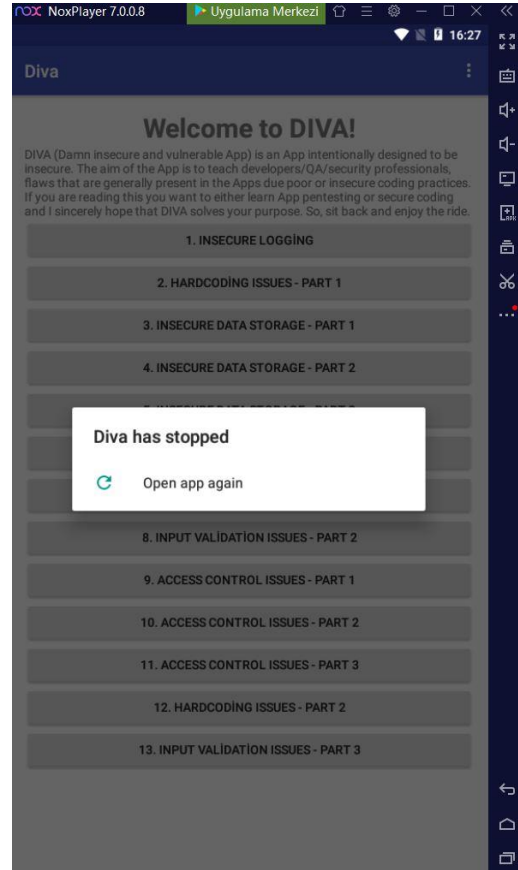 nox NoxPlayer 7.0.0.8 Uygulama Merkezi
16:27
Diva
Welcome to DIVA!
DIVA (Damn insecure and vulnerable App) is an App intentionally designed to be
insecure. The aim of the App is to teach developers/QA/security professionals,
flaws that are generally present in the Apps due poor or insecure coding practices.
If you are reading this you want to either learn App pentesting or secure coding
and I sincerely hope that DIVA solves your purpose. So, sit back and enjoy the ride.
1. INSECURE LOGGİNG
2. HARDCODİNG ISSUES - PART 1
3. INSECURE DATA STORAGE - PART 1
4. INSECURE DATA STORAGE - PART 2
Diva has stopped
Open app again
8. INPUT VALİDATİON ISSUES - PART 2
9. ACCESS CONTROL ISSUES - PART 1
10. ACCESS CONTROL ISSUES - PART 2
11. ACCESS CONTROL ISSUES - PART 3
12. HARDCODİNG ISSUES - PART 2
13. INPUT VALİDATİON ISSUES - PART 3